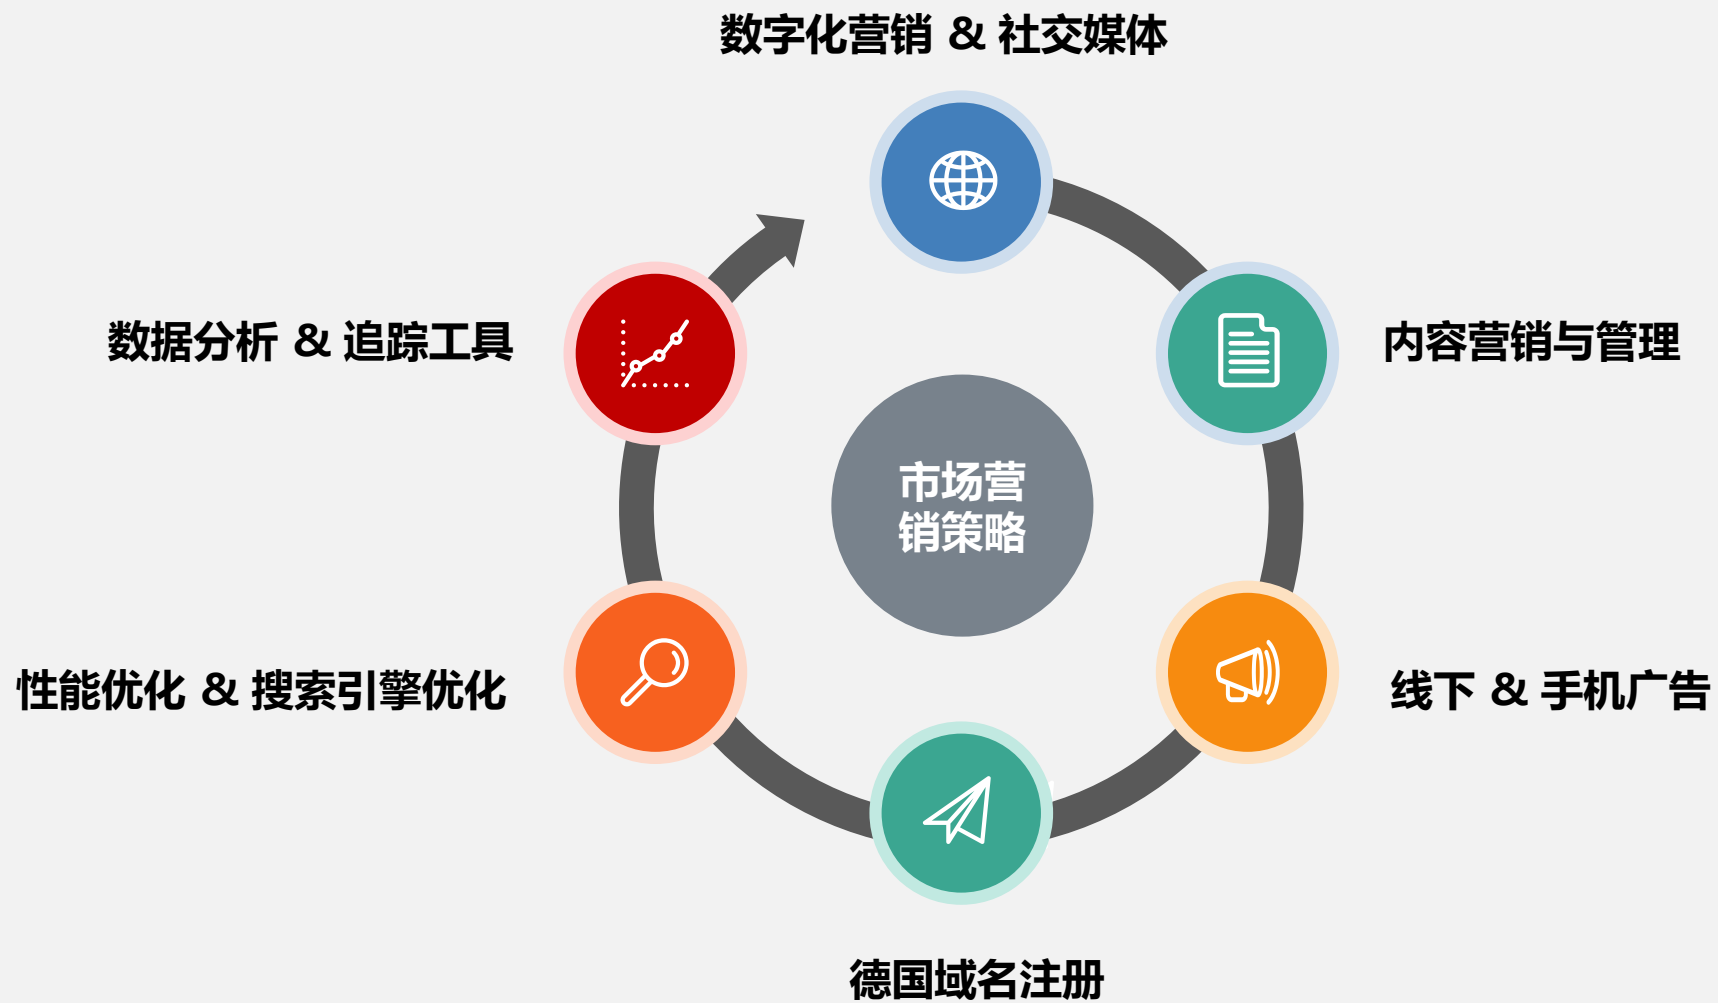 数字化营销 & 社交媒体
数据分析 & 追踪工具
内容营销与管理
市场营
销策略
性能优化 & 搜索引擎优化
线下 & 手机广告
德国域名注册